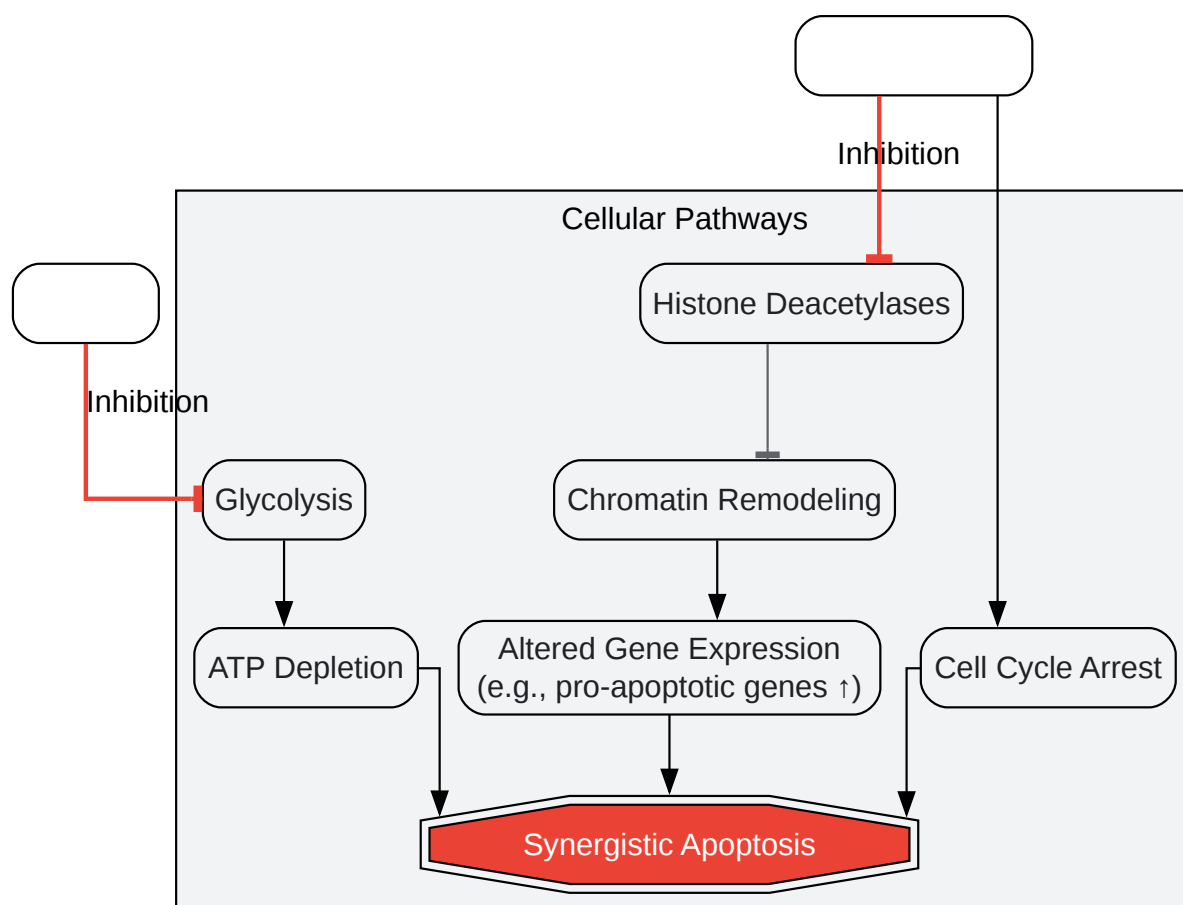 Inhibition
Cellular Pathways
Histone Deacetylases
Inhibition
Glycolysis
Chromatin Remodeling
ATP Depletion
Altered Gene Expression
(e.g., pro-apoptotic genes ↑)
Cell Cycle Arrest
Synergistic Apoptosis